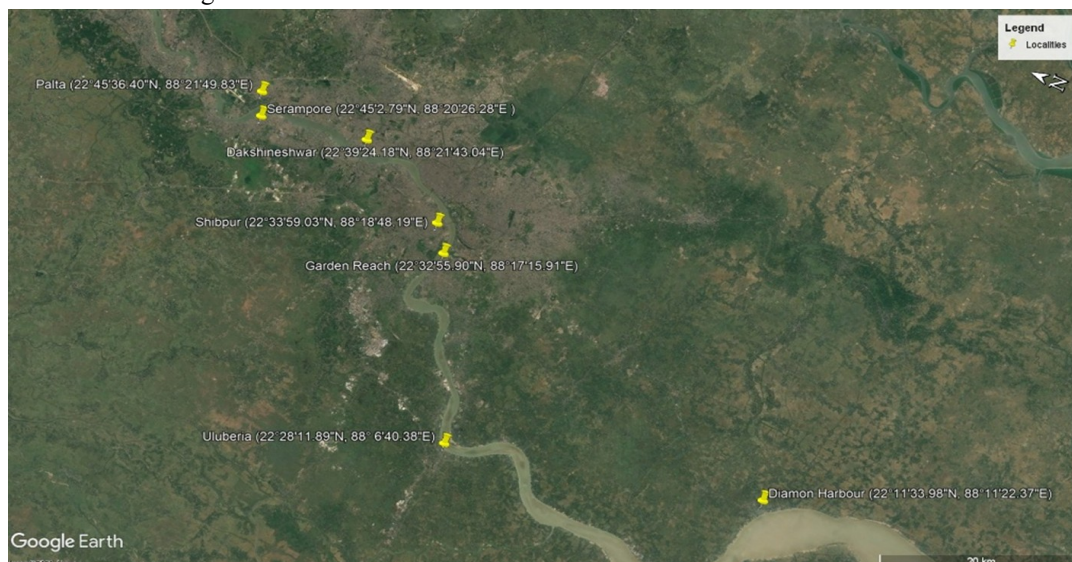 Legend
Localities
N
Palta (22°45'36.40"N, 88°21'49.83"E)
Serampore (22°45'2.79"N, 88°20'26.28"E )
Dakshineshwar (22°39'24.18"N, 88°21'43.04"E)
Shibpur (22°33'59.03"N, 88°18'48.19"E)
Garden Reach (22°32'55.90"N, 88°17'15.91"E)
Uluberia (22°28'11.89"N, 88° 6'40.38"E)
Diamon Harbour (22°11'33.98"N, 88°11'22.37"E)
Google Earth
20 km